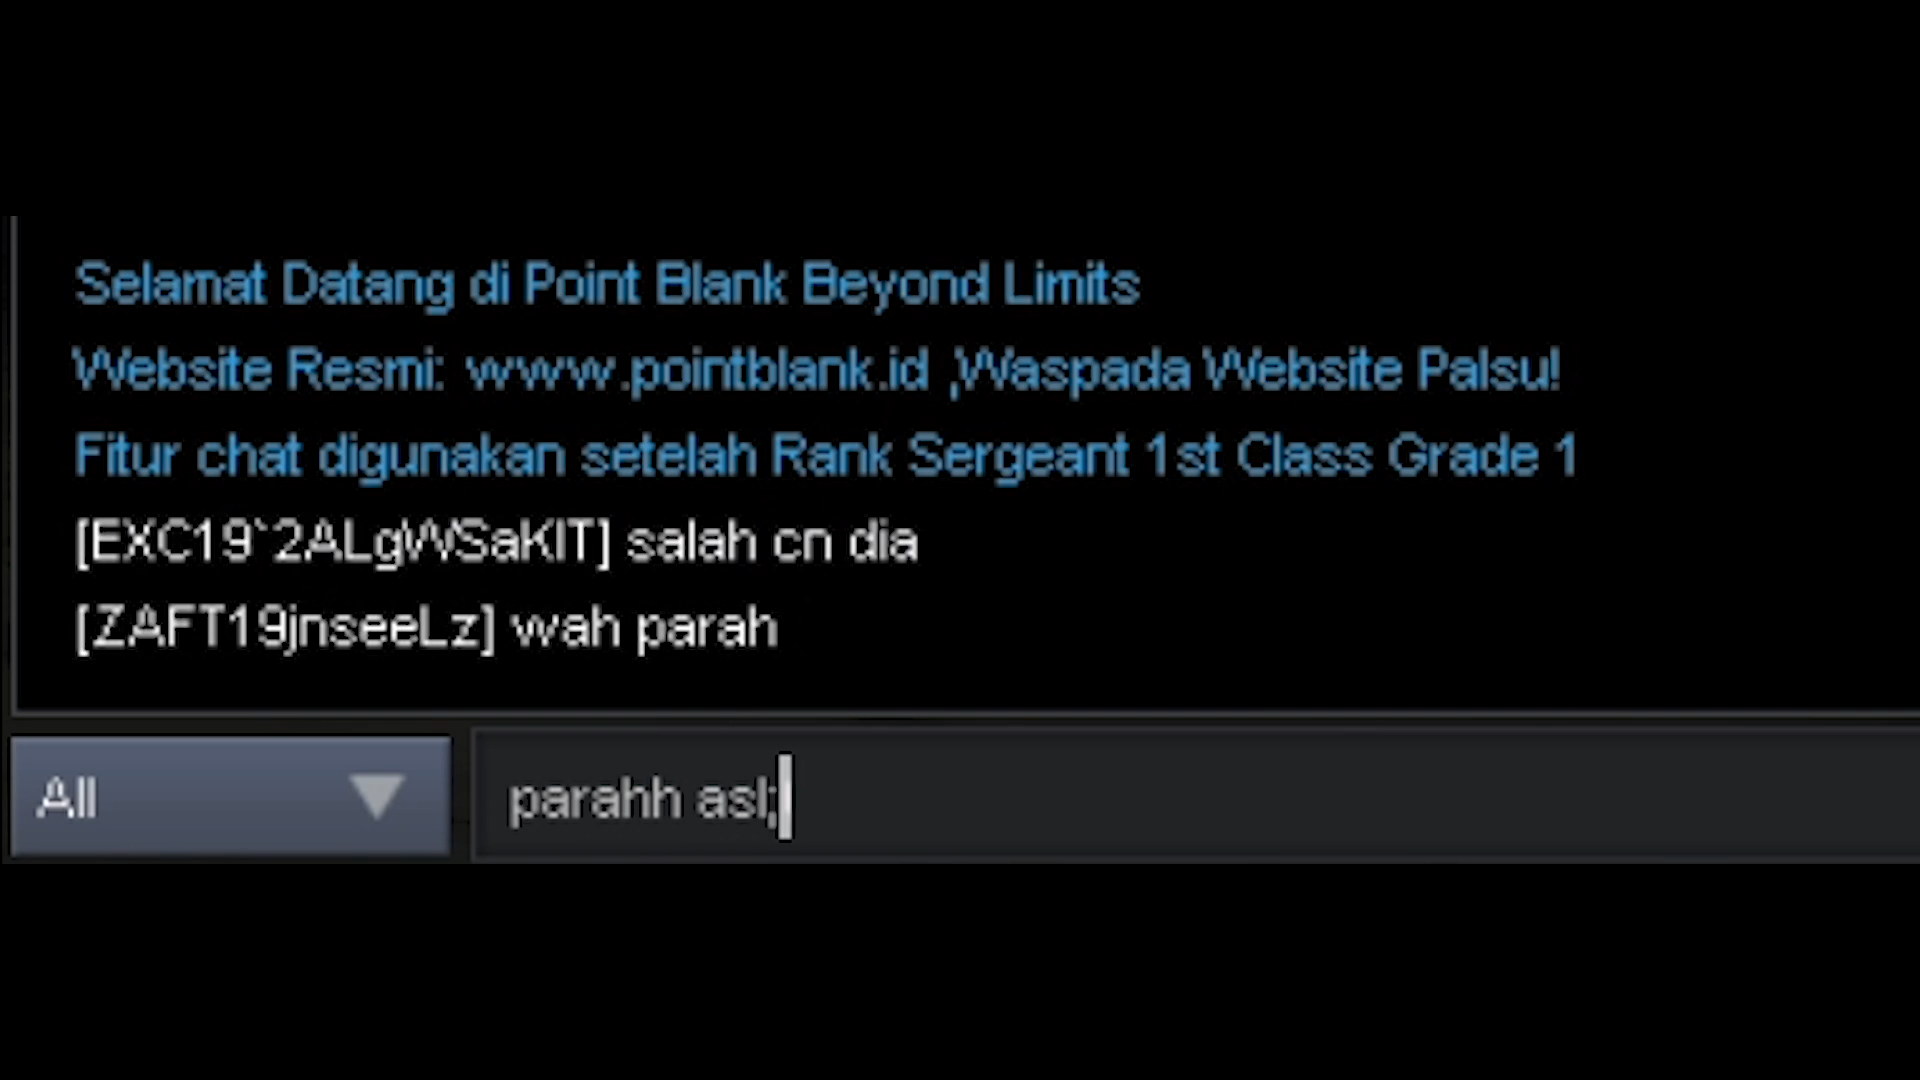 Selamat Datang di Point Blank Beyond Limits
Website Resmi: www.pointblank.id ,Waspada Website Palsu!
Fitur chat digunakan setelah Rank Sergeant 1st Class Grade 1
[EXC19`2ALgWSaKIT] salah cn dia
[ZAFT19jnseeLz] wah parah
All
parahh asl;